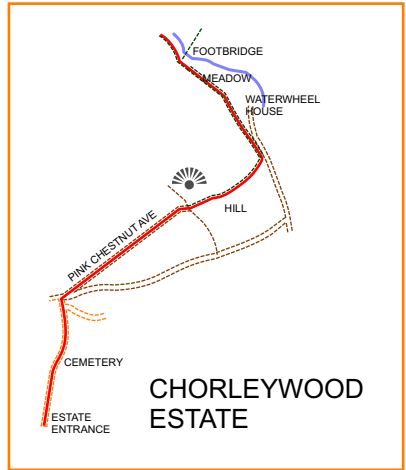 FOOTBRIDGE
MEADOW
WATERWHEEL
HOUSE
HILL
PINK CHESTNUT AVE
CEMETERY
CHORLEYWOOD
ESTATE
ESTATE
ENTRANCE